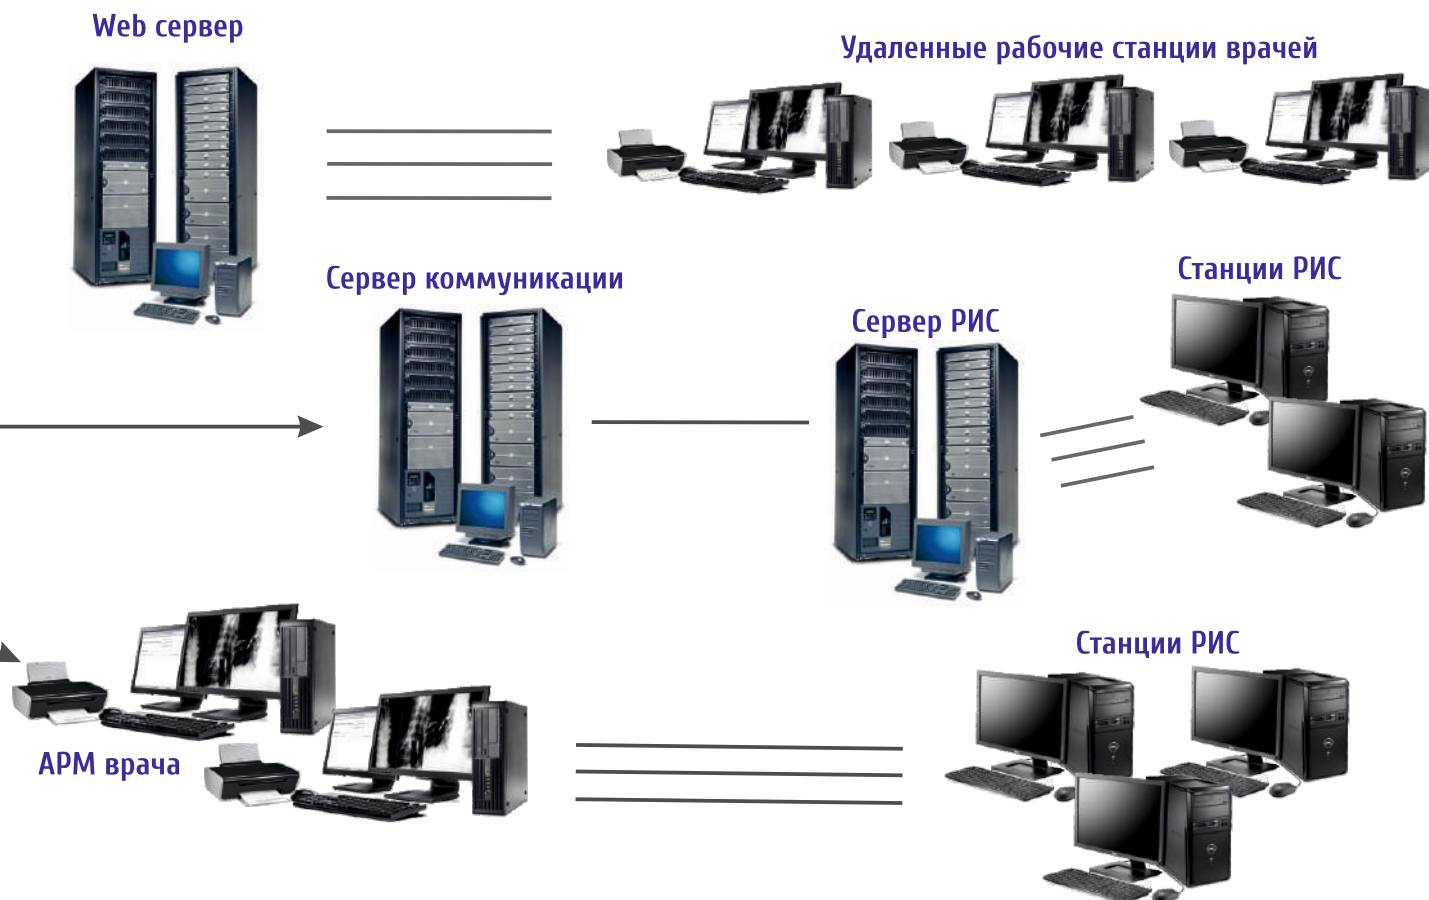 Web сервер
Удаленные рабочие станции врачей
Сервер коммуникации
Станции РИС
Сервер РИС
Станции РИС
АРМ врача